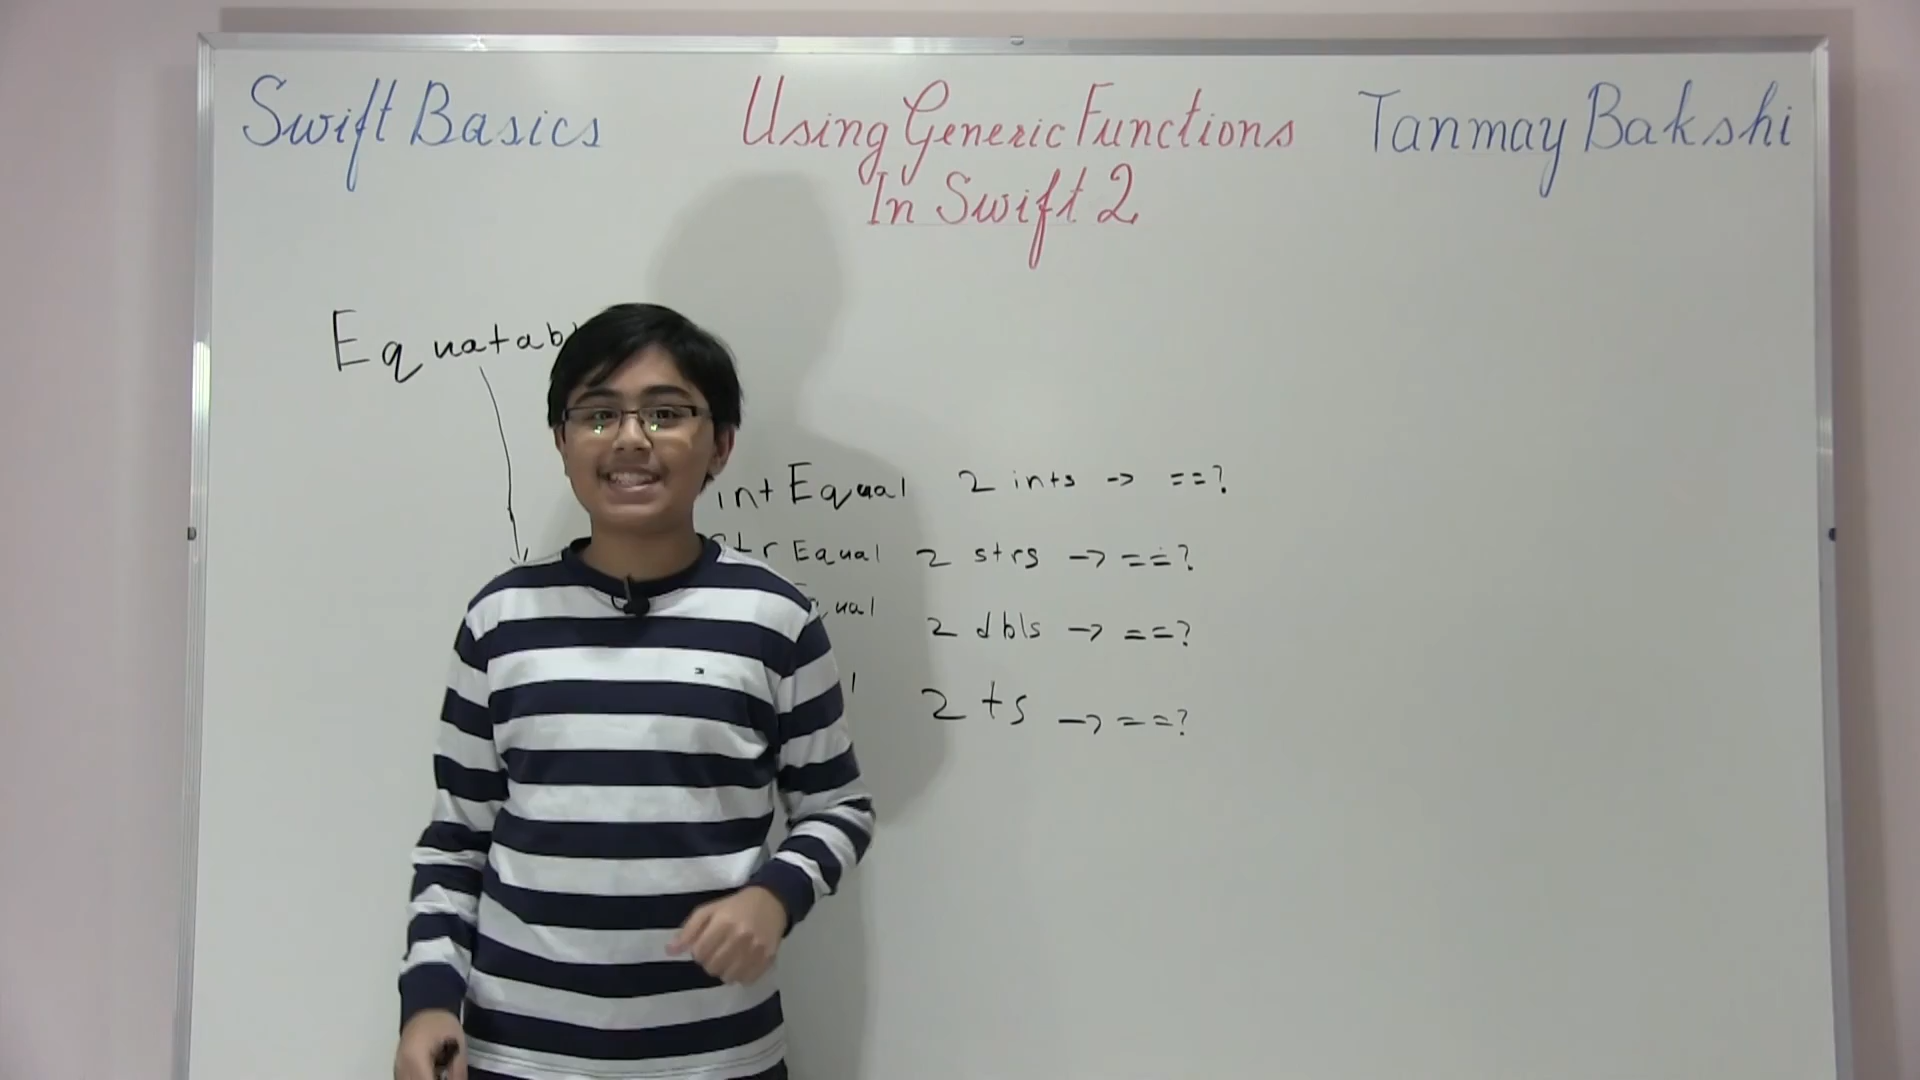 Swift Basics
Using Generic Functions
In Swift 2
Tanmay Bakshi
intEqual 2 ints -> ==?
Equal 2 strs -> ==?
2 dbls -> ==?
2 ts -> ==?